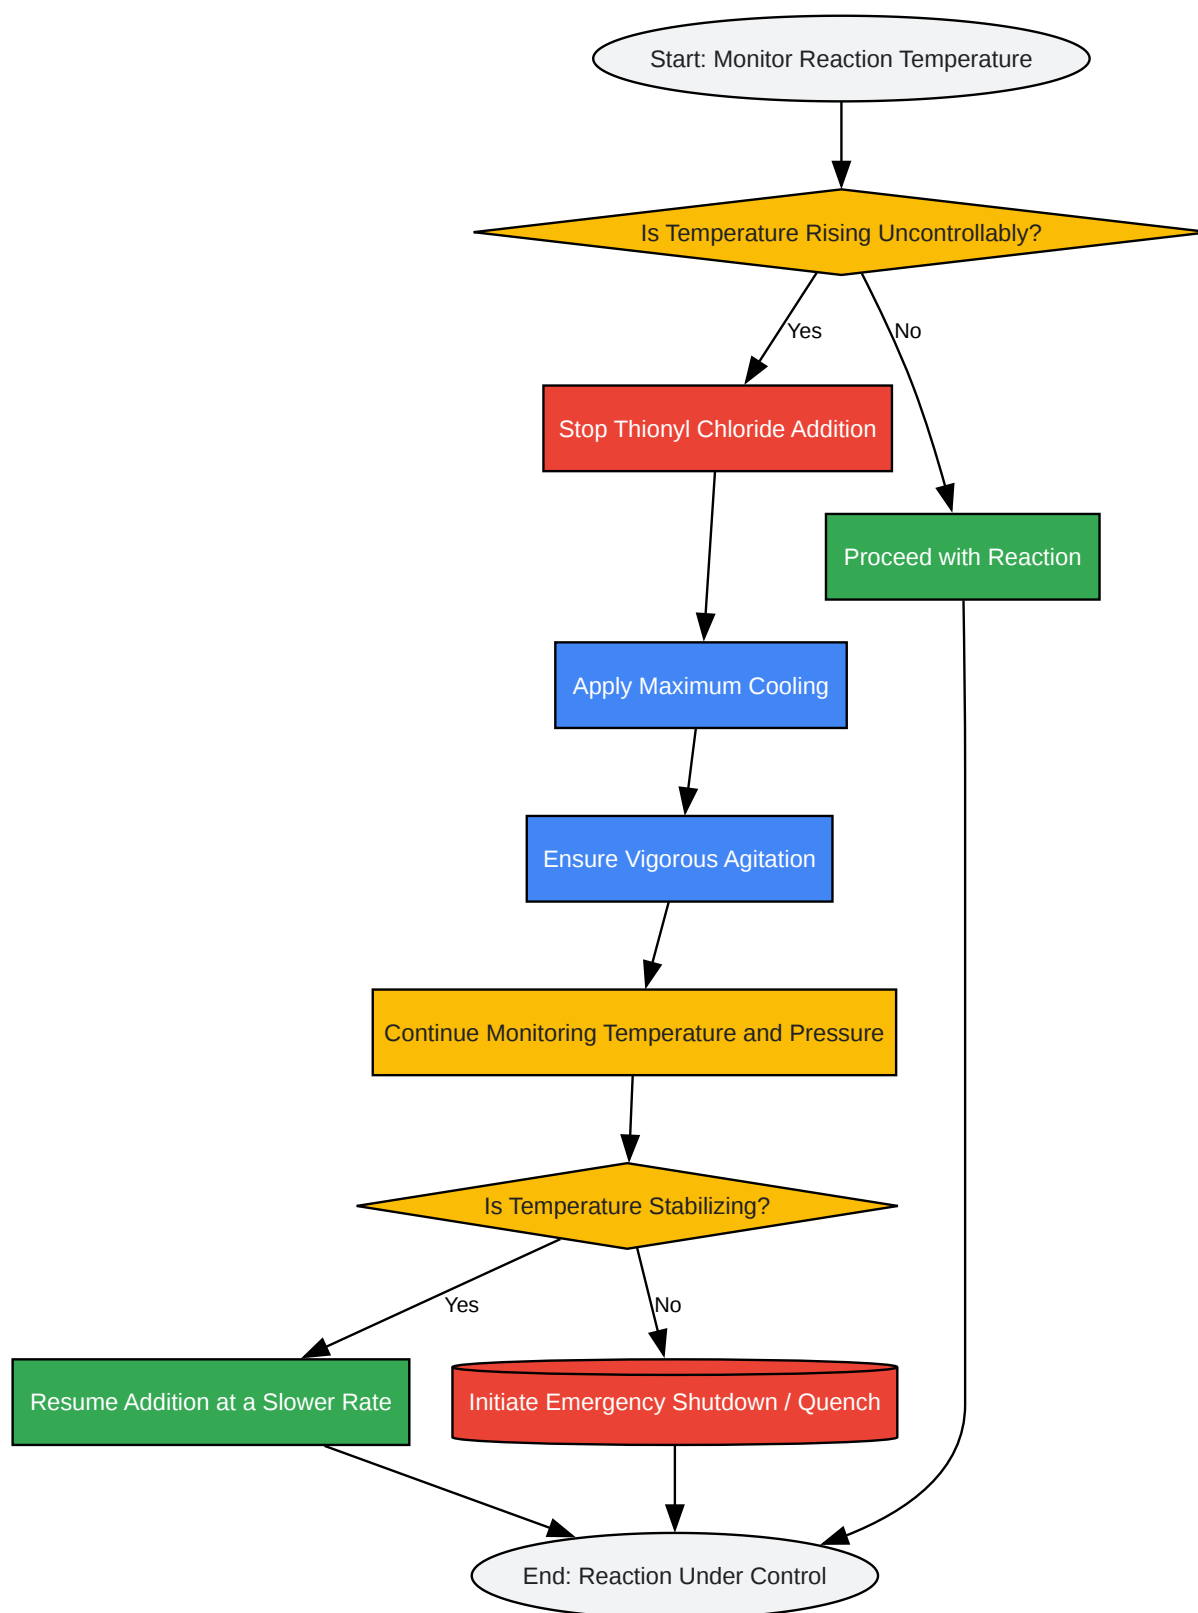 Start: Monitor Reaction Temperature
Is Temperature Rising Uncontrollably?
Yes
No
Stop Thionyl Chloride Addition
Proceed with Reaction
Apply Maximum Cooling
Ensure Vigorous Agitation
Continue Monitoring Temperature and Pressure
Is Temperature Stabilizing?
Yes
No
Resume Addition at a Slower Rate
Initiate Emergency Shutdown / Quench
End: Reaction Under Control